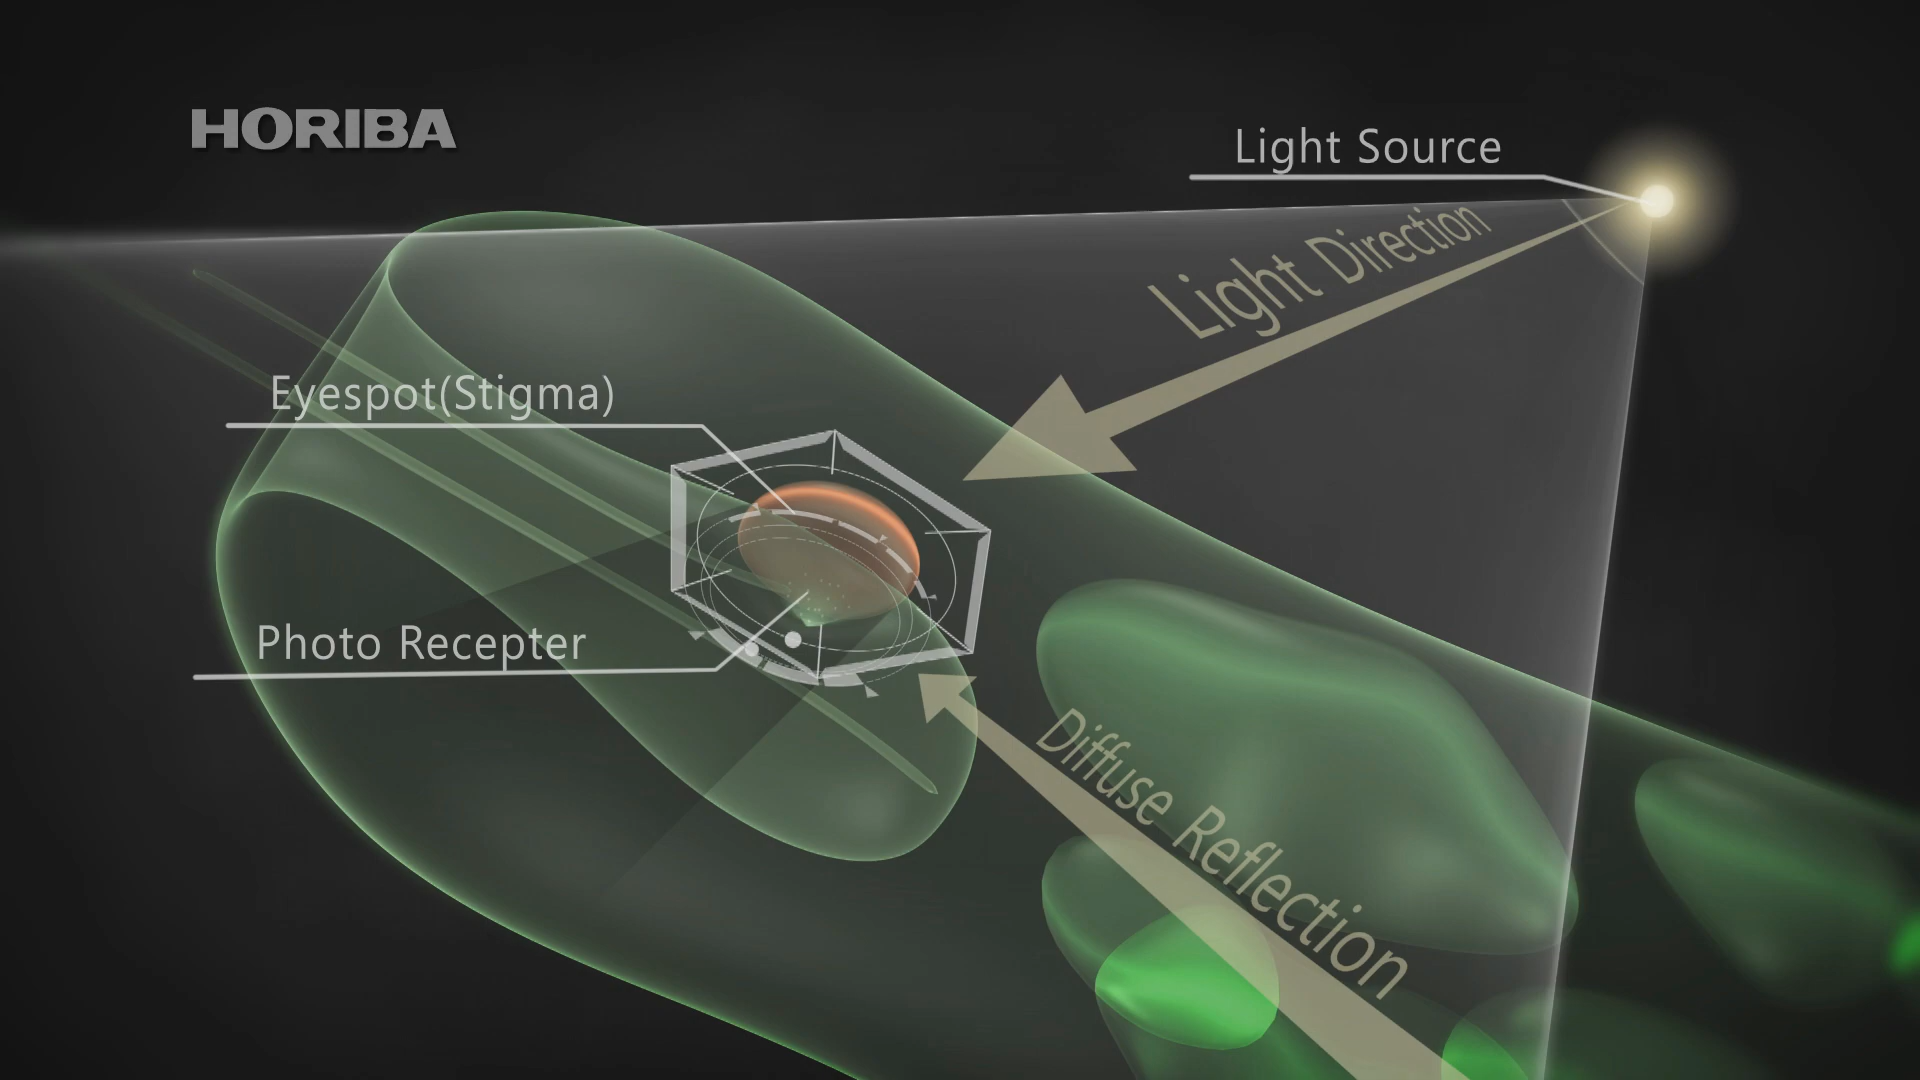 HORIBA
Light Source
Light Direction
Eyespot(Stigma)
Photo Recepter
Diffuse Reflection